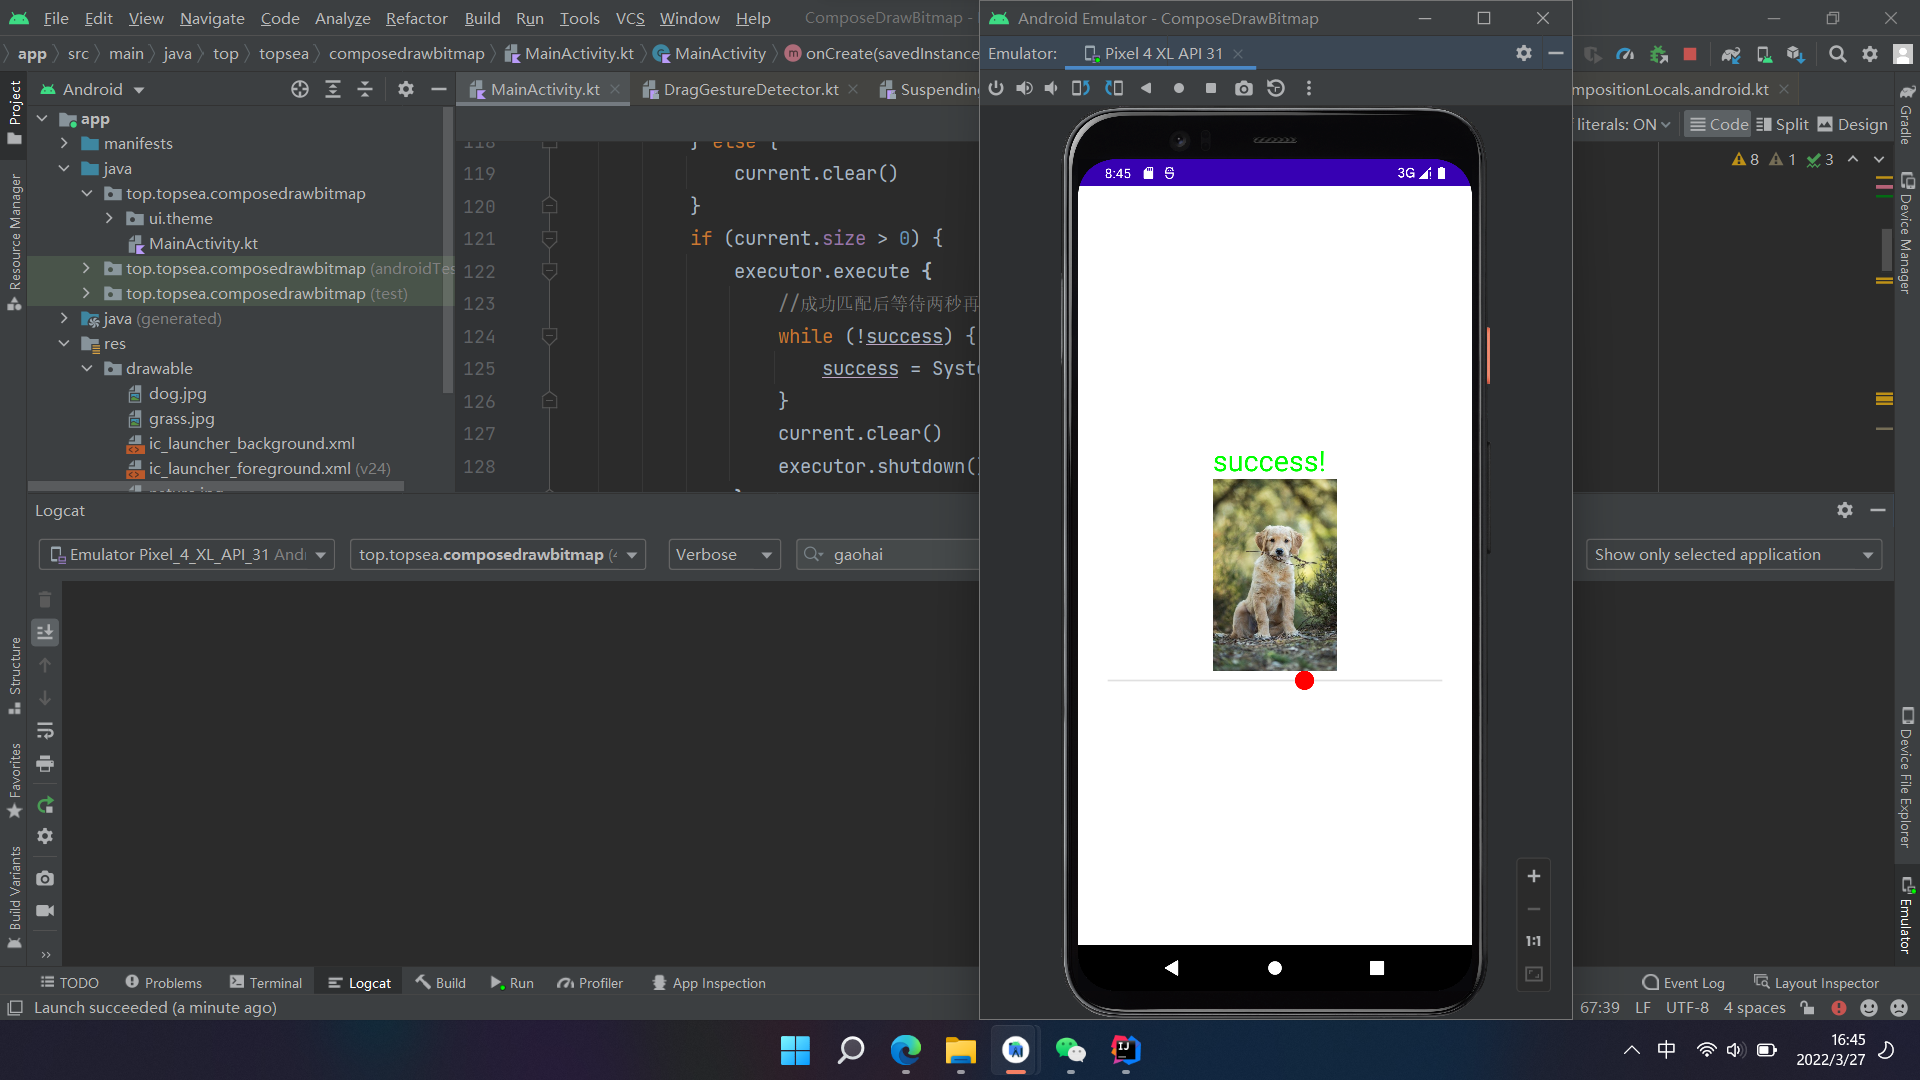 File Edit View Navigate Code Analyze Refactor Build Run Tools VCS Window Help ComposeDrawBitmap -
Android Emulator - ComposeDrawBitmap
app src main java top topsea composedrawbitmap MainActivity.kt MainActivity onCreate(savedInstance
Emulator: Pixel 4 XL API 31
Android
MainActivity.kt DragGestureDetector.kt Suspendin
mpositionLocals.android.kt
literals: ON Code Split Design
8 1 3
Project
Resource Manager
Structure
Favorites
Build Variants
app
manifests
java
top.topsea.composedrawbitmap
ui.theme
MainActivity.kt
top.topsea.composedrawbitmap (androidTes
top.topsea.composedrawbitmap (test)
java (generated)
res
drawable
dog.jpg
grass.jpg
ic_launcher_background.xml
ic_launcher_foreground.xml (v24)
118 } else {
119 current.clear()
120 }
121 if (current.size > 0) {
122 executor.execute {
123 //成功匹配后等待两秒再
124 while (!success) {
125 success = Syst
126 }
127 current.clear()
128 executor.shutdown()
8:45 3G
success!
1:1
Gradle
Device Manager
Device File Explorer
Emulator
Logcat
Emulator Pixel_4_XL_API_31 And
top.topsea.composedrawbitmap (
Verbose
gaohai
Show only selected application
TODO Problems Terminal Logcat Build Run Profiler App Inspection
Event Log Layout Inspector
Launch succeeded (a minute ago)
67:39 LF UTF-8 4 spaces
中
16:45
2022/3/27